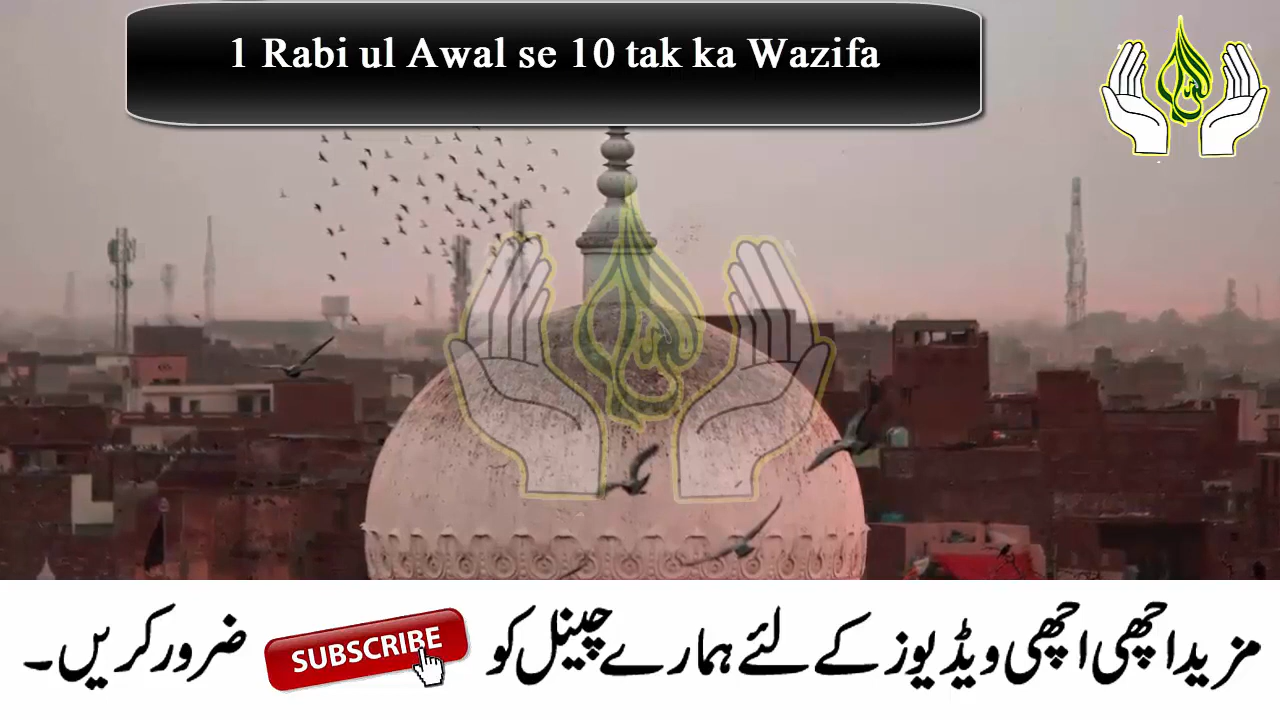 1 Rabi ul Awal se 10 tak ka Wazifa
مزید اچھی اچھی ویڈیوز کے لئے ہمارے چینل کو SUBSCRIBE ضرور کریں۔